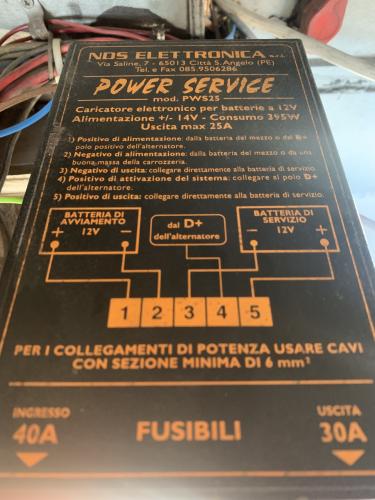 NDS ELETTRONICA s.r.l.
Via Saline, 7 - 65013 Città S.Angelo (PE)
Tel. e Fax 085.9506286
POWER SERVICE
mod. PWS25
Caricatore elettronico per batterie a 12V
Alimentazione +/- 14V - Consumo 395W
Uscita max 25A
1) Positivo di alimentazione: dalla batteria del mezzo o dal B+
polo positivo dell'alternatore.
2) Negativo di alimentazione: dalla batteria del mezzo o da una
buona massa della carrozzeria.
3) Negativo di uscita: collegare direttamente alla batteria di servizio.
4) Positivo di attivazione del sistema: collegare al polo D+
dell'alternatore.
5) Positivo di uscita: collegare direttamente alla batteria di servizio.
BATTERIA DI
AVVIAMENTO
+ 12V -
dal D+
dell'alternatore
BATTERIA DI
SERVIZIO
- 12V +
1 2 3 4 5
PER I COLLEGAMENTI DI POTENZA USARE CAVI
CON SEZIONE MINIMA DI 6 mm²
INGRESSO
40A
FUSIBILI
USCITA
30A